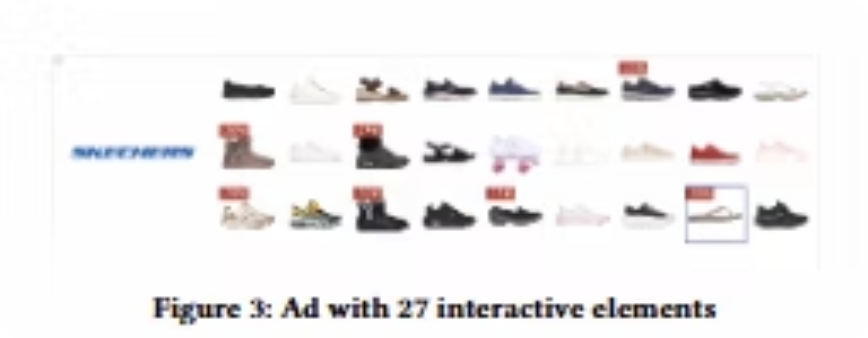 SKECHERS
Figure 3: Ad with 27 interactive elements